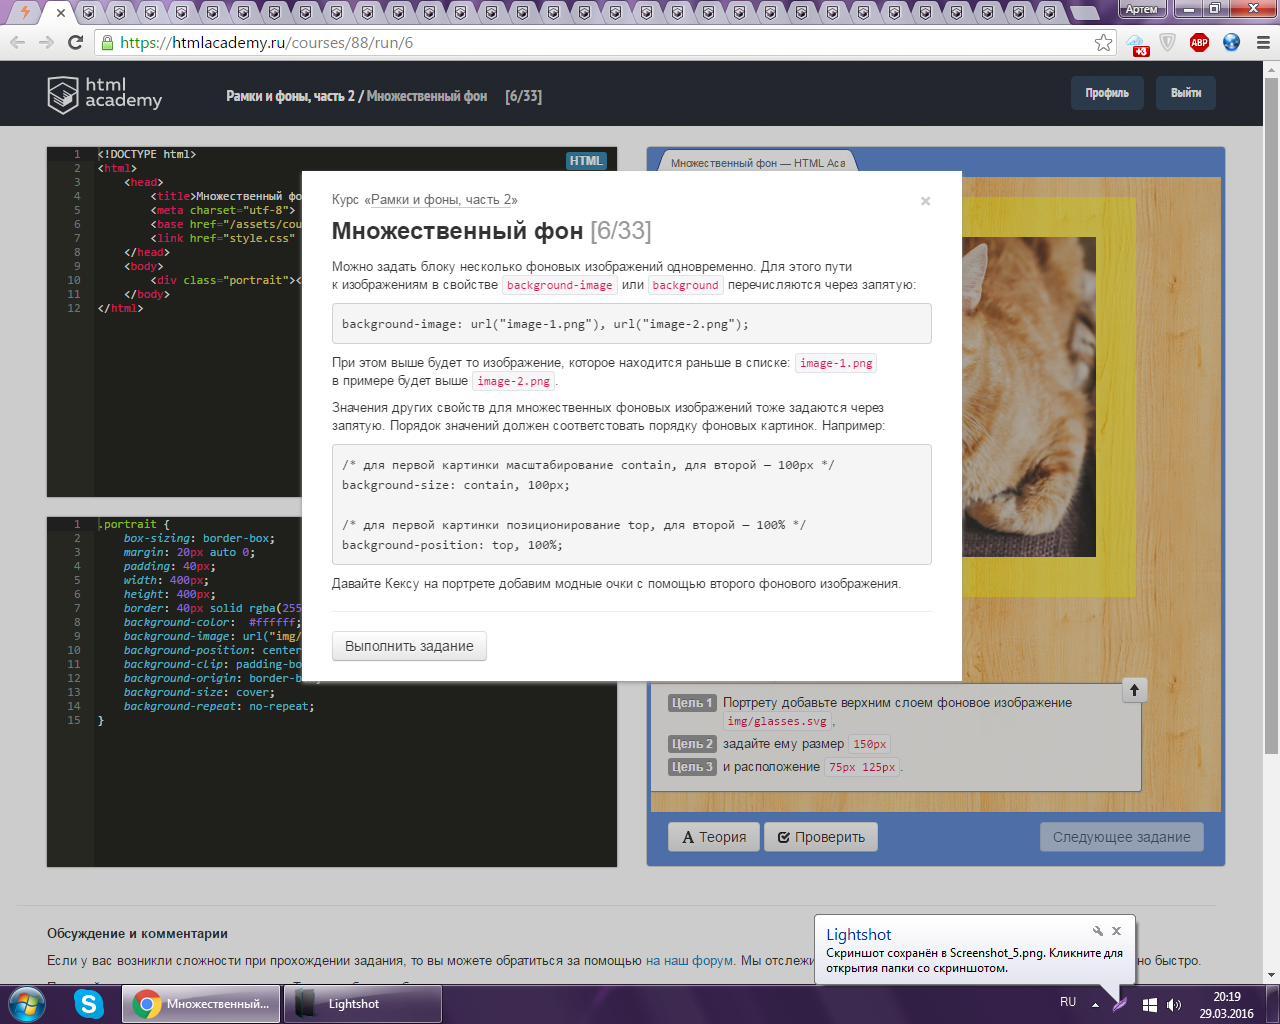 Артем
https://htmlacademy.ru/courses/88/run/6
+3
ABP
html
academy
Рамки и фоны, часть 2 / Множественный фон [6/33]
Профиль
Выйти
1 <!DOCTYPE html>
HTML
2 <html>
3 <head>
4 <title>Множественный фо
5 <meta charset="utf-8">
6 <base href="/assets/cou
7 <link href="style.css"
8 </head>
9 <body>
10 <div class="portrait"><
11 </body>
12 </html>
1 .portrait {
2 box-sizing: border-box;
3 margin: 20px auto 0;
4 padding: 40px;
5 width: 400px;
6 height: 400px;
7 border: 40px solid rgba(255
8 background-color: #ffffff;
9 background-image: url("img/
10 background-position: center
11 background-clip: padding-bo
12 background-origin: border-b
13 background-size: cover;
14 background-repeat: no-repeat;
15 }
Курс «Рамки и фоны, часть 2»
×
Множественный фон [6/33]
Можно задать блоку несколько фоновых изображений одновременно. Для этого пути
к изображениям в свойстве background-image или background перечисляются через запятую:
background-image: url("image-1.png"), url("image-2.png");
При этом выше будет то изображение, которое находится раньше в списке: image-1.png
в примере будет выше image-2.png.
Значения других свойств для множественных фоновых изображений тоже задаются через
запятую. Порядок значений должен соответстовать порядку фоновых картинок. Например:
/* для первой картинки масштабирование contain, для второй — 100px */
background-size: contain, 100px;
/* для первой картинки позиционирование top, для второй — 100% */
background-position: top, 100%;
Давайте Кексу на портрете добавим модные очки с помощью второго фонового изображения.
Выполнить задание
Множественный фон — HTML Aca
Цель 1 Портрету добавьте верхним слоем фоновое изображение
img/glasses.svg,
Цель 2 задайте ему размер 150px
Цель 3 и расположение 75px 125px.
Теория
Проверить
Следующее задание
Обсуждение и комментарии
Если у вас возникли сложности при прохождении задания, то вы можете обратиться за помощью на наш форум. Мы отслежи
но быстро.
Lightshot
Скриншот сохранён в Screenshot_5.png. Кликните для
открытия папки со скриншотом.
Множественный...
Lightshot
RU
20:19
29.03.2016